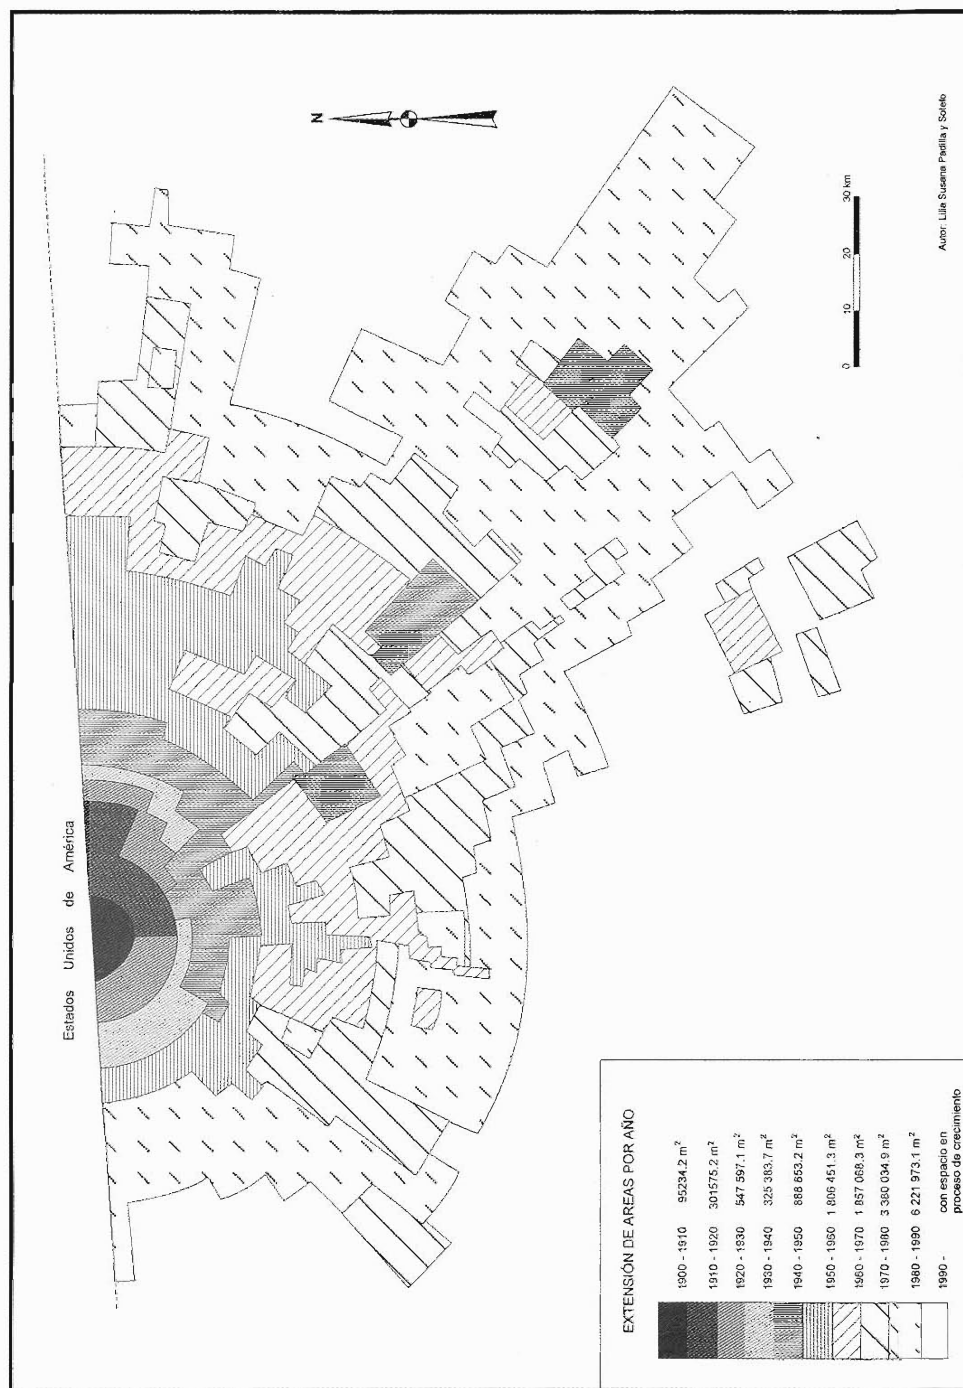 Estados Unidos de América
N
0 10 20 30 km
Autor: Lilia Susana Padilla y Sotelo
EXTENSIÓN DE AREAS POR AÑO
1900 - 1910 95234.2 m²
1910 - 1920 301575.2 m²
1920 - 1930 547 597.1 m²
1930 - 1940 325 383.7 m²
1940 - 1950 888 653.2 m²
1950 - 1960 1 806 451.3 m²
1960 - 1970 1 857 068.3 m²
1970 - 1980 3 380 034.9 m²
1980 - 1990 6 221 973.1 m²
1990 - con espacio en
proceso de crecimiento